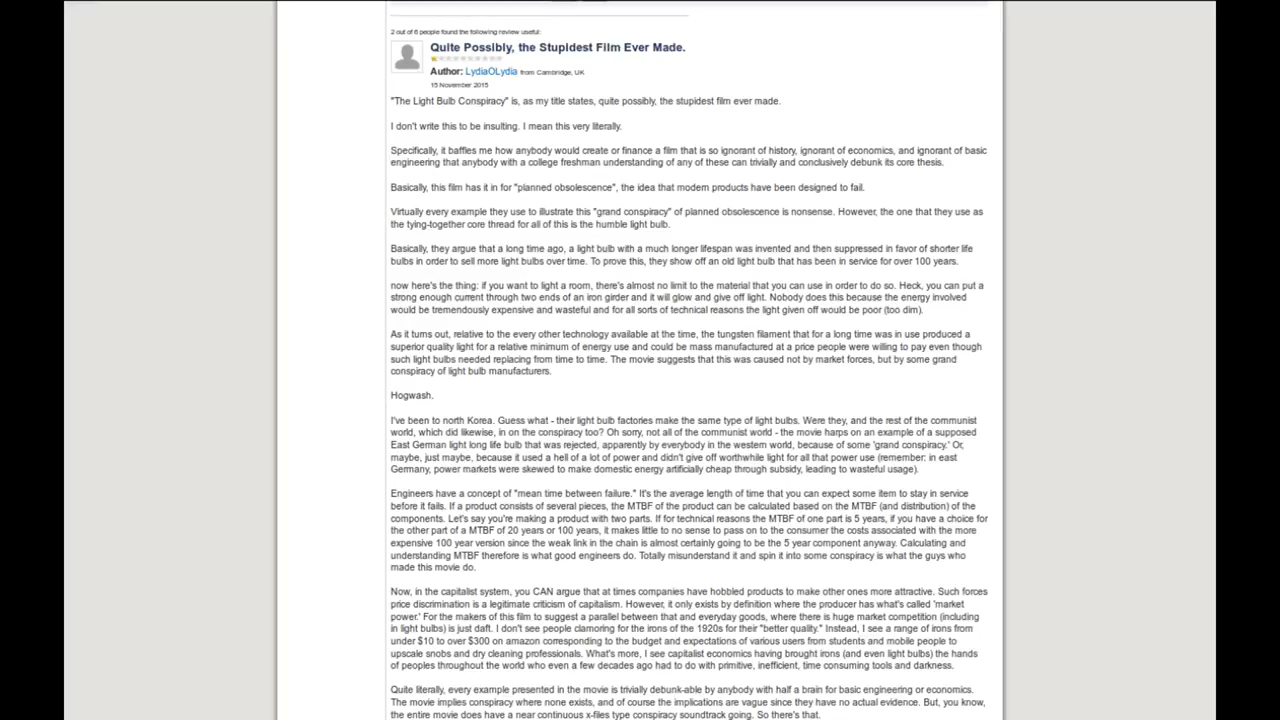 2 out of 6 people found the following review useful:
Quite Possibly, the Stupidest Film Ever Made.
Author: LydiaOLydia from Cambridge, UK
15 November 2015
"The Light Bulb Conspiracy" is, as my title states, quite possibly, the stupidest film ever made.
I don't write this to be insulting. I mean this very literally.
Specifically, it baffles me how anybody would create or finance a film that is so ignorant of history, ignorant of economics, and ignorant of basic
engineering that anybody with a college freshman understanding of any of these can trivially and conclusively debunk its core thesis.
Basically, this film has it in for "planned obsolescence", the idea that modern products have been designed to fail.
Virtually every example they use to illustrate this "grand conspiracy" of planned obsolescence is nonsense. However, the one that they use as
the tying-together core thread for all of this is the humble light bulb.
Basically, they argue that a long time ago, a light bulb with a much longer lifespan was invented and then suppressed in favor of shorter life
bulbs in order to sell more light bulbs over time. To prove this, they show off an old light bulb that has been in service for over 100 years.
now here's the thing: if you want to light a room, there's almost no limit to the material that you can use in order to do so. Heck, you can put a
strong enough current through two ends of an iron girder and it will glow and give off light. Nobody does this because the energy involved
would be tremendously expensive and wasteful and for all sorts of technical reasons the light given off would be poor (too dim).
As it turns out, relative to the every other technology available at the time, the tungsten filament that for a long time was in use produced a
superior quality light for a relative minimum of energy use and could be mass manufactured at a price people were willing to pay even though
such light bulbs needed replacing from time to time. The movie suggests that this was caused not by market forces, but by some grand
conspiracy of light bulb manufacturers.
Hogwash.
I've been to north Korea. Guess what - their light bulb factories make the same type of light bulbs. Were they, and the rest of the communist
world, which did likewise, in on the conspiracy too? Oh sorry, not all of the communist world - the movie harps on an example of a supposed
East German light long life bulb that was rejected, apparently by everybody in the western world, because of some 'grand conspiracy.' Or,
maybe, just maybe, because it used a hell of a lot of power and didn't give off worthwhile light for all that power use (remember: in east
Germany, power markets were skewed to make domestic energy artificially cheap through subsidy, leading to wasteful usage).
Engineers have a concept of "mean time between failure." It's the average length of time that you can expect some item to stay in service
before it fails. If a product consists of several pieces, the MTBF of the product can be calculated based on the MTBF (and distribution) of the
components. Let's say you're making a product with two parts. If for technical reasons the MTBF of one part is 5 years, if you have a choice for
the other part of a MTBF of 20 years or 100 years, it makes little to no sense to pass on to the consumer the costs associated with the more
expensive 100 year version since the weak link in the chain is almost certainly going to be the 5 year component anyway. Calculating and
understanding MTBF therefore is what good engineers do. Totally misunderstand it and spin it into some conspiracy is what the guys who
made this movie do.
Now, in the capitalist system, you CAN argue that at times companies have hobbled products to make other ones more attractive. Such forces
price discrimination is a legitimate criticism of capitalism. However, it only exists by definition where the producer has what's called 'market
power.' For the makers of this film to suggest a parallel between that and everyday goods, where there is huge market competition (including
in light bulbs) is just daft. I don't see people clamoring for the irons of the 1920s for their "better quality." Instead, I see a range of irons from
under $10 to over $300 on amazon corresponding to the budget and expectations of various users from students and mobile people to
upscale snobs and dry cleaning professionals. What's more, I see capitalist economics having brought irons (and even light bulbs) the hands
of peoples throughout the world who even a few decades ago had to do with primitive, inefficient, time consuming tools and darkness.
Quite literally, every example presented in the movie is trivially debunk-able by anybody with half a brain for basic engineering or economics.
The movie implies conspiracy where none exists, and of course the implications are vague since they have no actual evidence. But, you know,
the entire movie does have a near continuous x-files type conspiracy soundtrack going. So there's that.